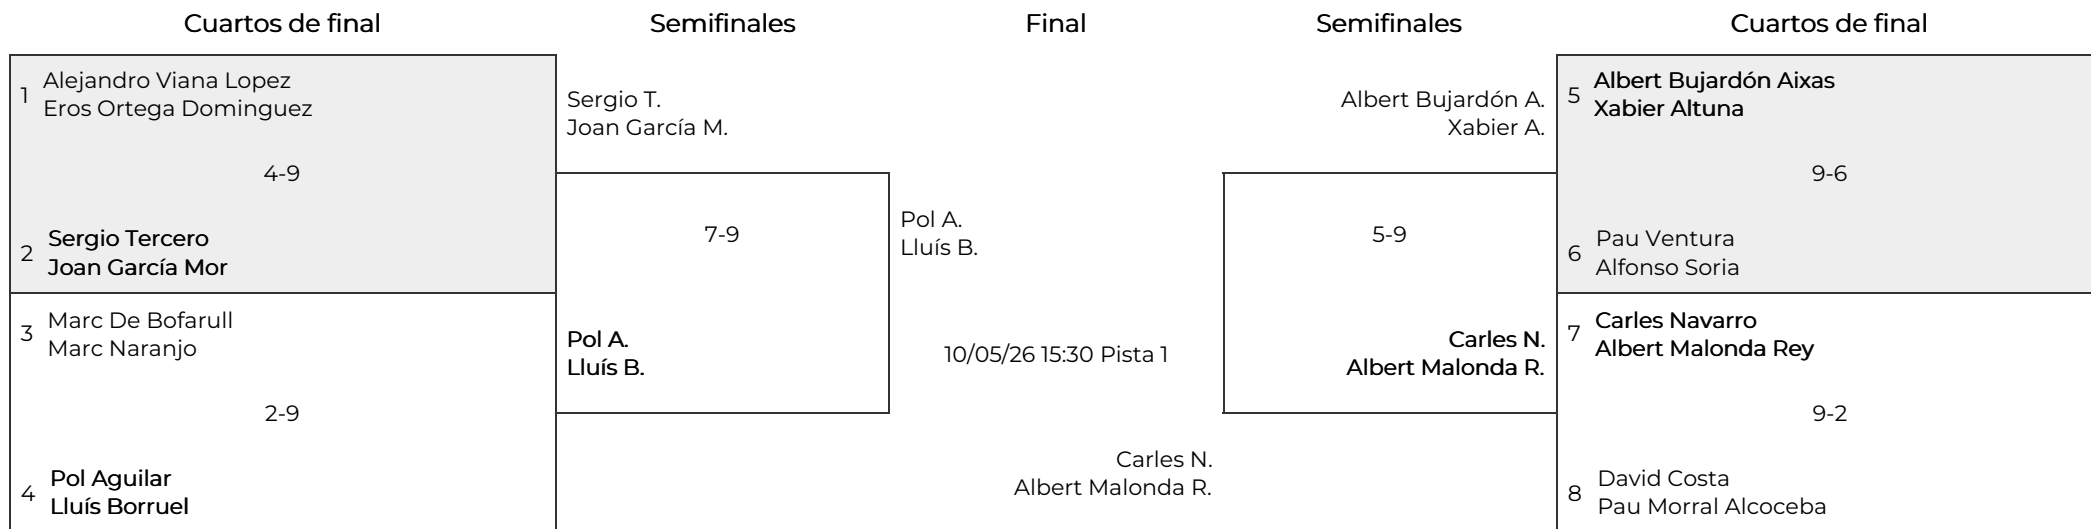 Cuartos de final
Semifinales
Final
Semifinales
Cuartos de final
1
Alejandro Viana Lopez
Eros Ortega Dominguez
4-9
2
Sergio Tercero
Joan García Mor
3
Marc De Bofarull
Marc Naranjo
2-9
4
Pol Aguilar
Lluís Borruel
Sergio T.
Joan García M.
7-9
Pol A.
Lluís B.
Pol A.
Lluís B.
10/05/26 15:30 Pista 1
Carles N.
Albert Malonda R.
Albert Bujardón A.
Xabier A.
5-9
Carles N.
Albert Malonda R.
5
Albert Bujardón Aixas
Xabier Altuna
9-6
6
Pau Ventura
Alfonso Soria
7
Carles Navarro
Albert Malonda Rey
9-2
8
David Costa
Pau Morral Alcoceba